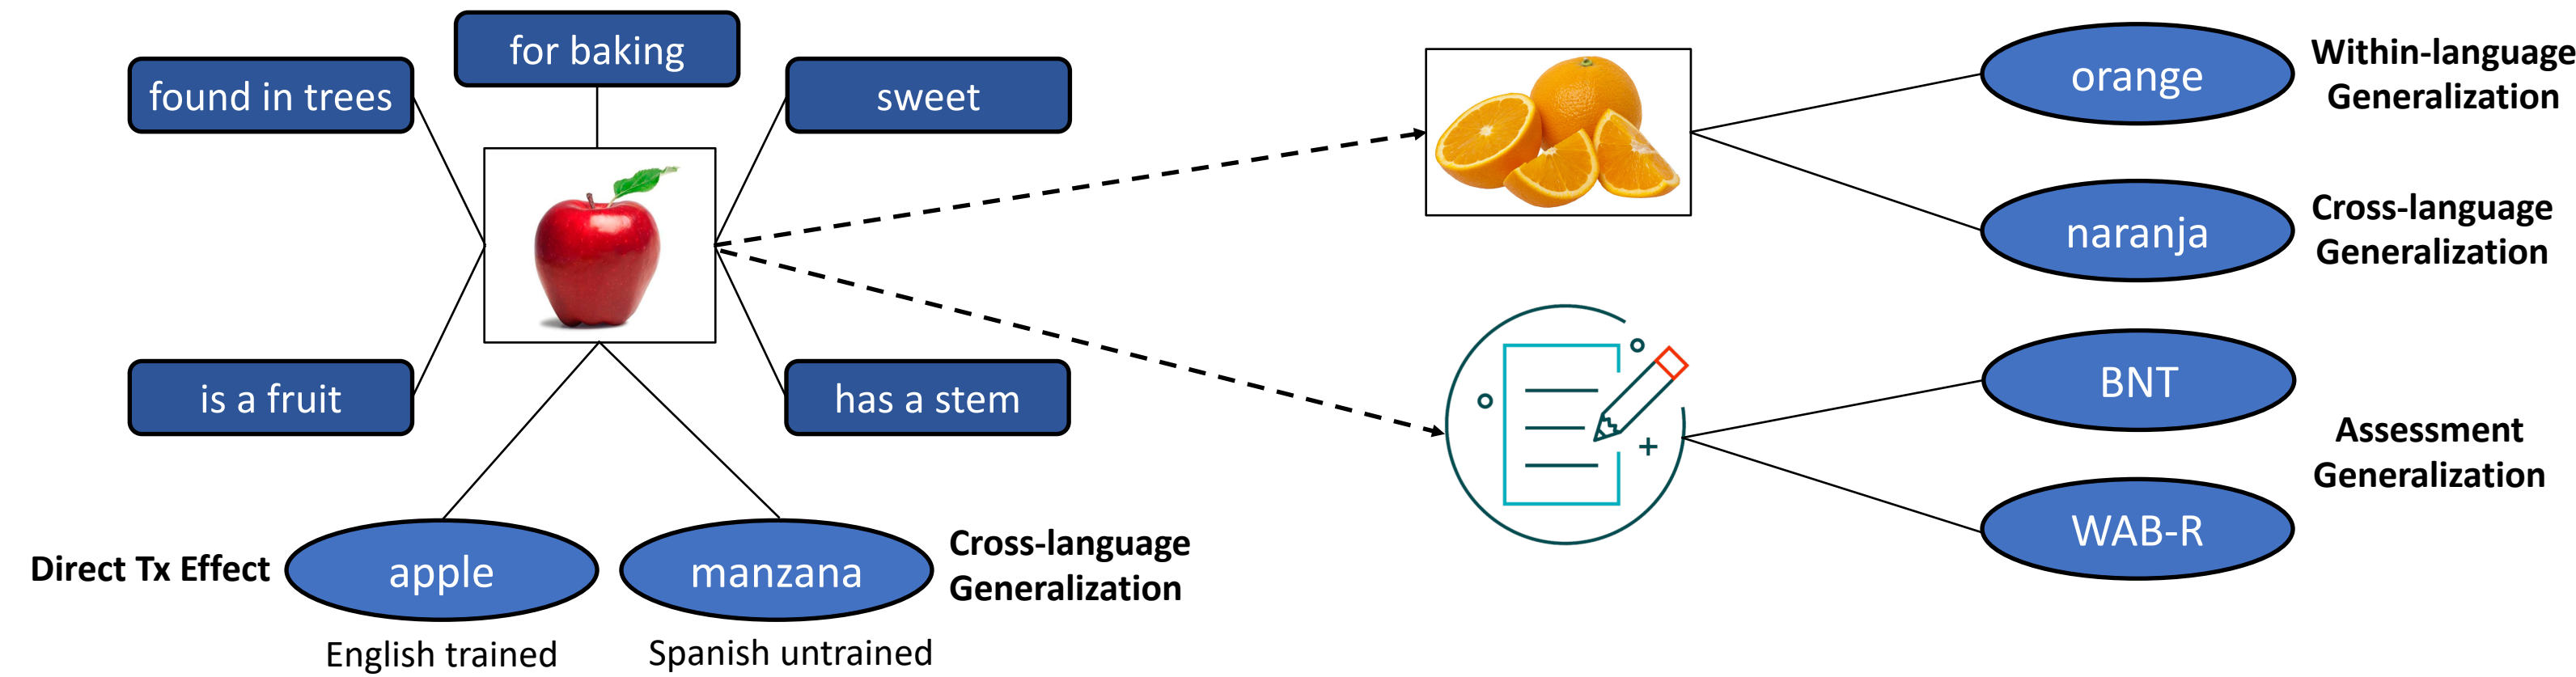 for baking
found in trees
sweet
is a fruit
has a stem
Direct Tx Effect
apple
manzana
Cross-language
Generalization
English trained
Spanish untrained
orange
Within-language
Generalization
naranja
Cross-language
Generalization
BNT
WAB-R
Assessment
Generalization